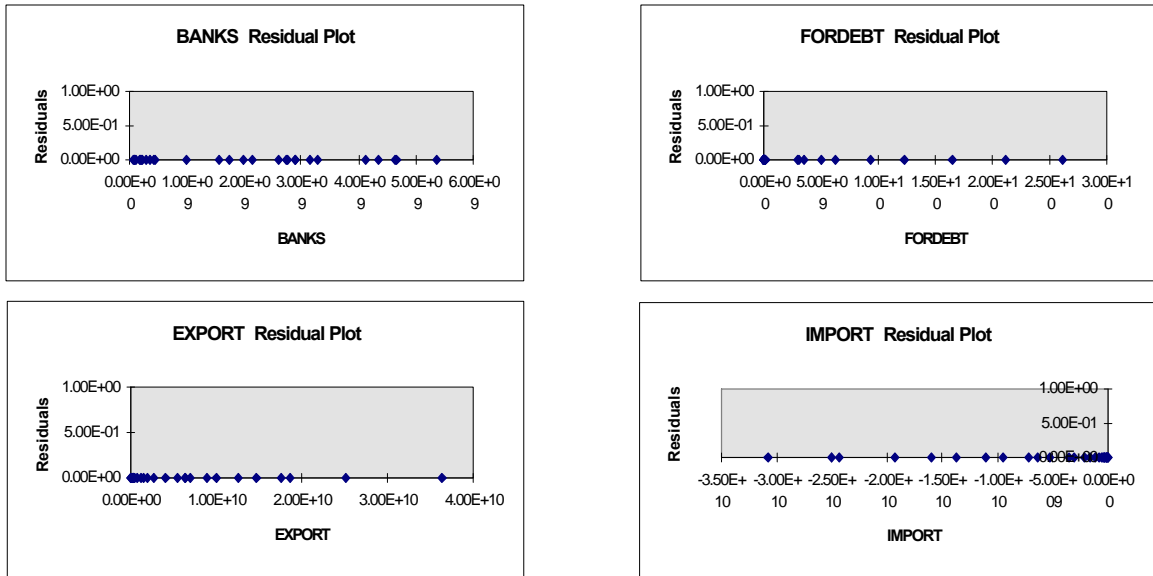 BANKS Residual Plot
Residuals
1.00E+00
5.00E-01
0.00E+00
0.00E+0 1.00E+0 2.00E+0 3.00E+0 4.00E+0 5.00E+0 6.00E+0
0 9 9 9 9 9 9
BANKS
FORDEBT Residual Plot
Residuals
1.00E+00
5.00E-01
0.00E+00
0.00E+0 5.00E+0 1.00E+1 1.50E+1 2.00E+1 2.50E+1 3.00E+1
0 9 0 0 0 0 0
FORDEBT
EXPORT Residual Plot
Residuals
1.00E+00
5.00E-01
0.00E+00
0.00E+00 1.00E+10 2.00E+10 3.00E+10 4.00E+10
EXPORT
IMPORT Residual Plot
Residuals
1.00E+00
5.00E-01
0.00E+00
-3.50E+ -3.00E+ -2.50E+ -2.00E+ -1.50E+ -1.00E+ -5.00E+ 0.00E+0
10 10 10 10 10 10 09 0
IMPORT